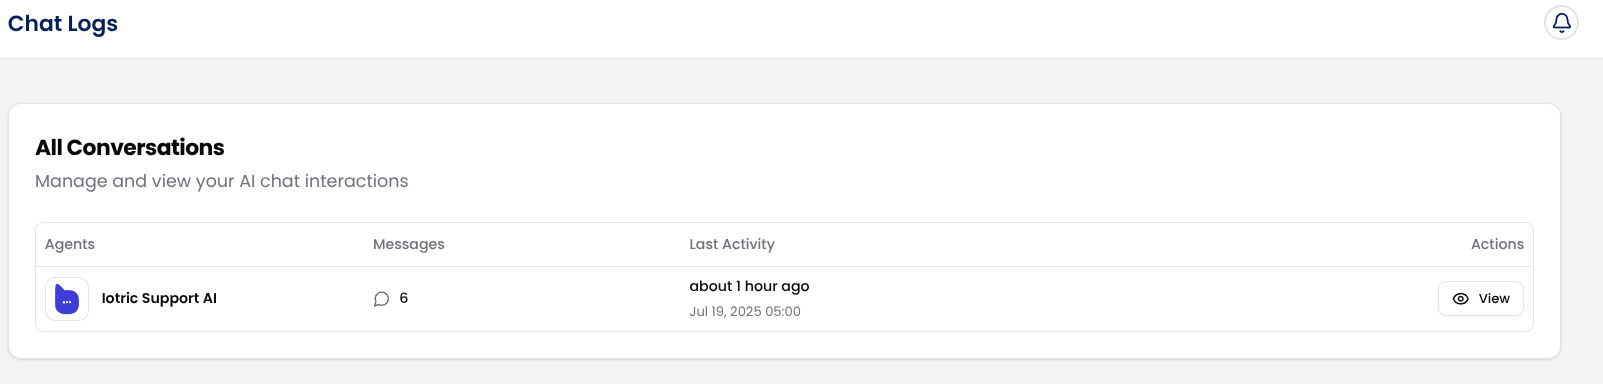 Chat Logs
All Conversations
Manage and view your AI chat interactions
Agents Messages Last Activity Actions
Iotric Support AI 6 about 1 hour ago View
Jul 19, 2025 05:00